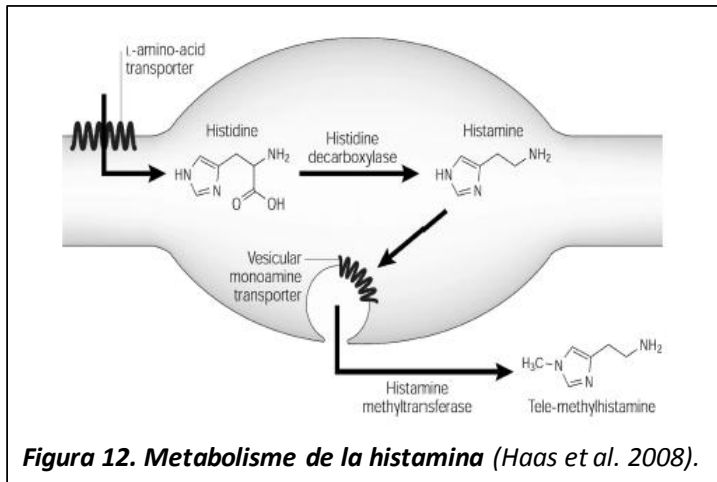 L-amino-acid
transporter
Histidine
Histidine
decarboxylase
Histamine
HN
N
NH2
O
OH
HN
N
NH2
Vesicular
monoamine
transporter
Histamine
methyltransferase
H3C-N
N
NH2
Tele-methylhistamine
Figura 12. Metabolisme de la histamina (Haas et al. 2008).